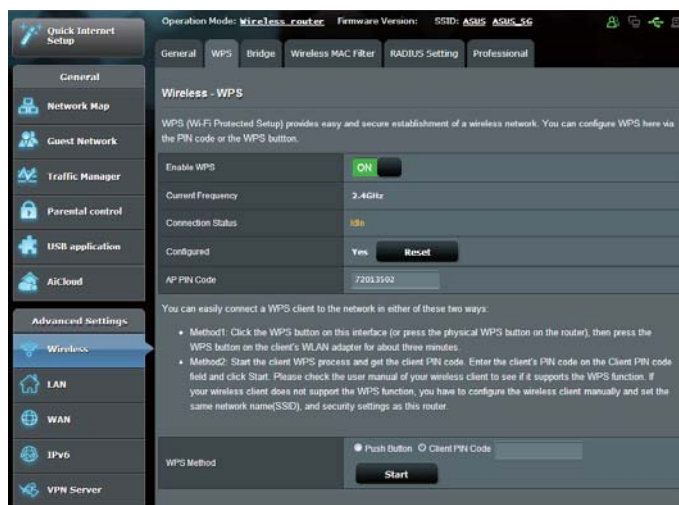 Quick Internet Setup
Operation Mode: Wireless router Firmware Version: SSID: ASUS ASUS_5G
General WPS Bridge Wireless MAC Filter RADIUS Setting Professional
General
Network Map
Guest Network
Traffic Manager
Parental control
USB application
AiCloud
Advanced Settings
Wireless
LAN
WAN
IPv6
VPN Server
Wireless - WPS
WPS (Wi-Fi Protected Setup) provides easy and secure establishment of a wireless network. You can configure WPS here via
the PIN code or the WPS buttton.
Enable WPS ON
Current Frequency 2.4GHz
Connection Status Idle
Configured Yes Reset
AP PIN Code 72013502
You can easily connect a WPS client to the network in either of these two ways:
• Method1: Click the WPS button on this interface (or press the physical WPS button on the router), then press the
WPS button on the client's WLAN adapter for about three minutes.
• Method2: Start the client WPS process and get the client PIN code. Enter the client's PIN code on the Client PIN code
field and click Start. Please check the user manual of your wireless client to see if it supports the WPS function. If
your wireless client does not support the WPS function, you have to configure the wireless client manually and set the
same network name(SSID), and security settings as this router.
WPS Method Push Button Client PIN Code
Start